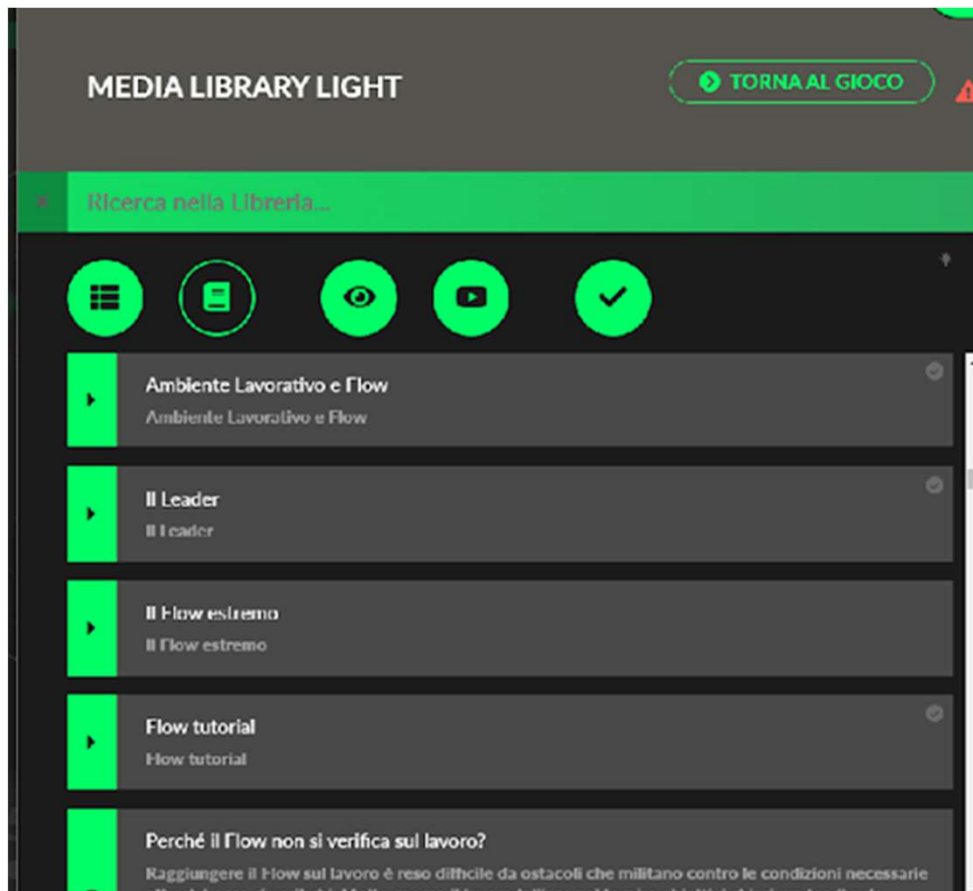 MEDIA LIBRARY LIGHT
TORNA AL GIOCO
Ricerca nella Libreria...
Ambiente Lavorativo e Flow
Ambiente Lavorativo e Flow
Il Leader
Il Leader
Il Flow estremo
Il Flow estremo
Flow tutorial
Flow tutorial
Perché il Flow non si verifica sul lavoro?
Raggiungere il Flow sul lavoro è reso difficile da ostacoli che militano contro le condizioni necessarie